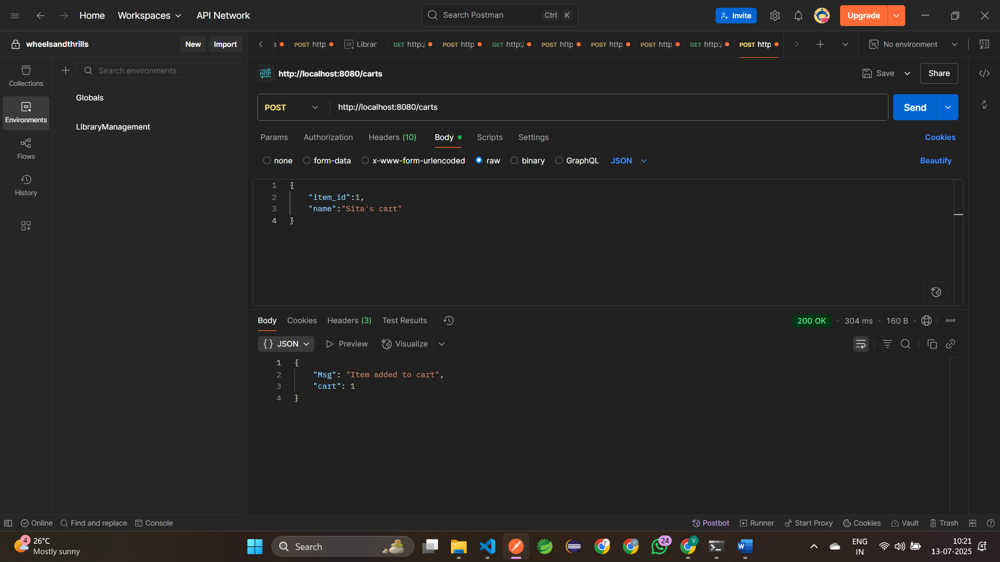 Home
Workspaces
API Network
Search Postman
Ctrl
K
Invite
Upgrade
wheelsandthrills
New
Import
a
POST http
Librar
GET http:/
POST http
GET http:/
POST http
POST http
POST http
GET http:/
POST http
No environment
Search environments
Collections
Environments
Flows
History
Globals
LibraryManagement
HTTP
http://localhost:8080/carts
Save
Share
POST
http://localhost:8080/carts
Send
Params
Authorization
Headers (10)
Body
Scripts
Settings
Cookies
none
form-data
x-www-form-urlencoded
raw
binary
GraphQL
JSON
Beautify
1 {
2 "item_id":1,
3 "name":"Sita's cart"
4 }
Body
Cookies
Headers (3)
Test Results
200 OK
304 ms
160 B
{} JSON
Preview
Visualize
1 {
2 "Msg": "Item added to cart",
3 "cart": 1
4 }
Online
Find and replace
Console
Postbot
Runner
Start Proxy
Cookies
Vault
Trash
4
26°C
Mostly sunny
Search
24
V
V
ENG
IN
10:21
13-07-2025